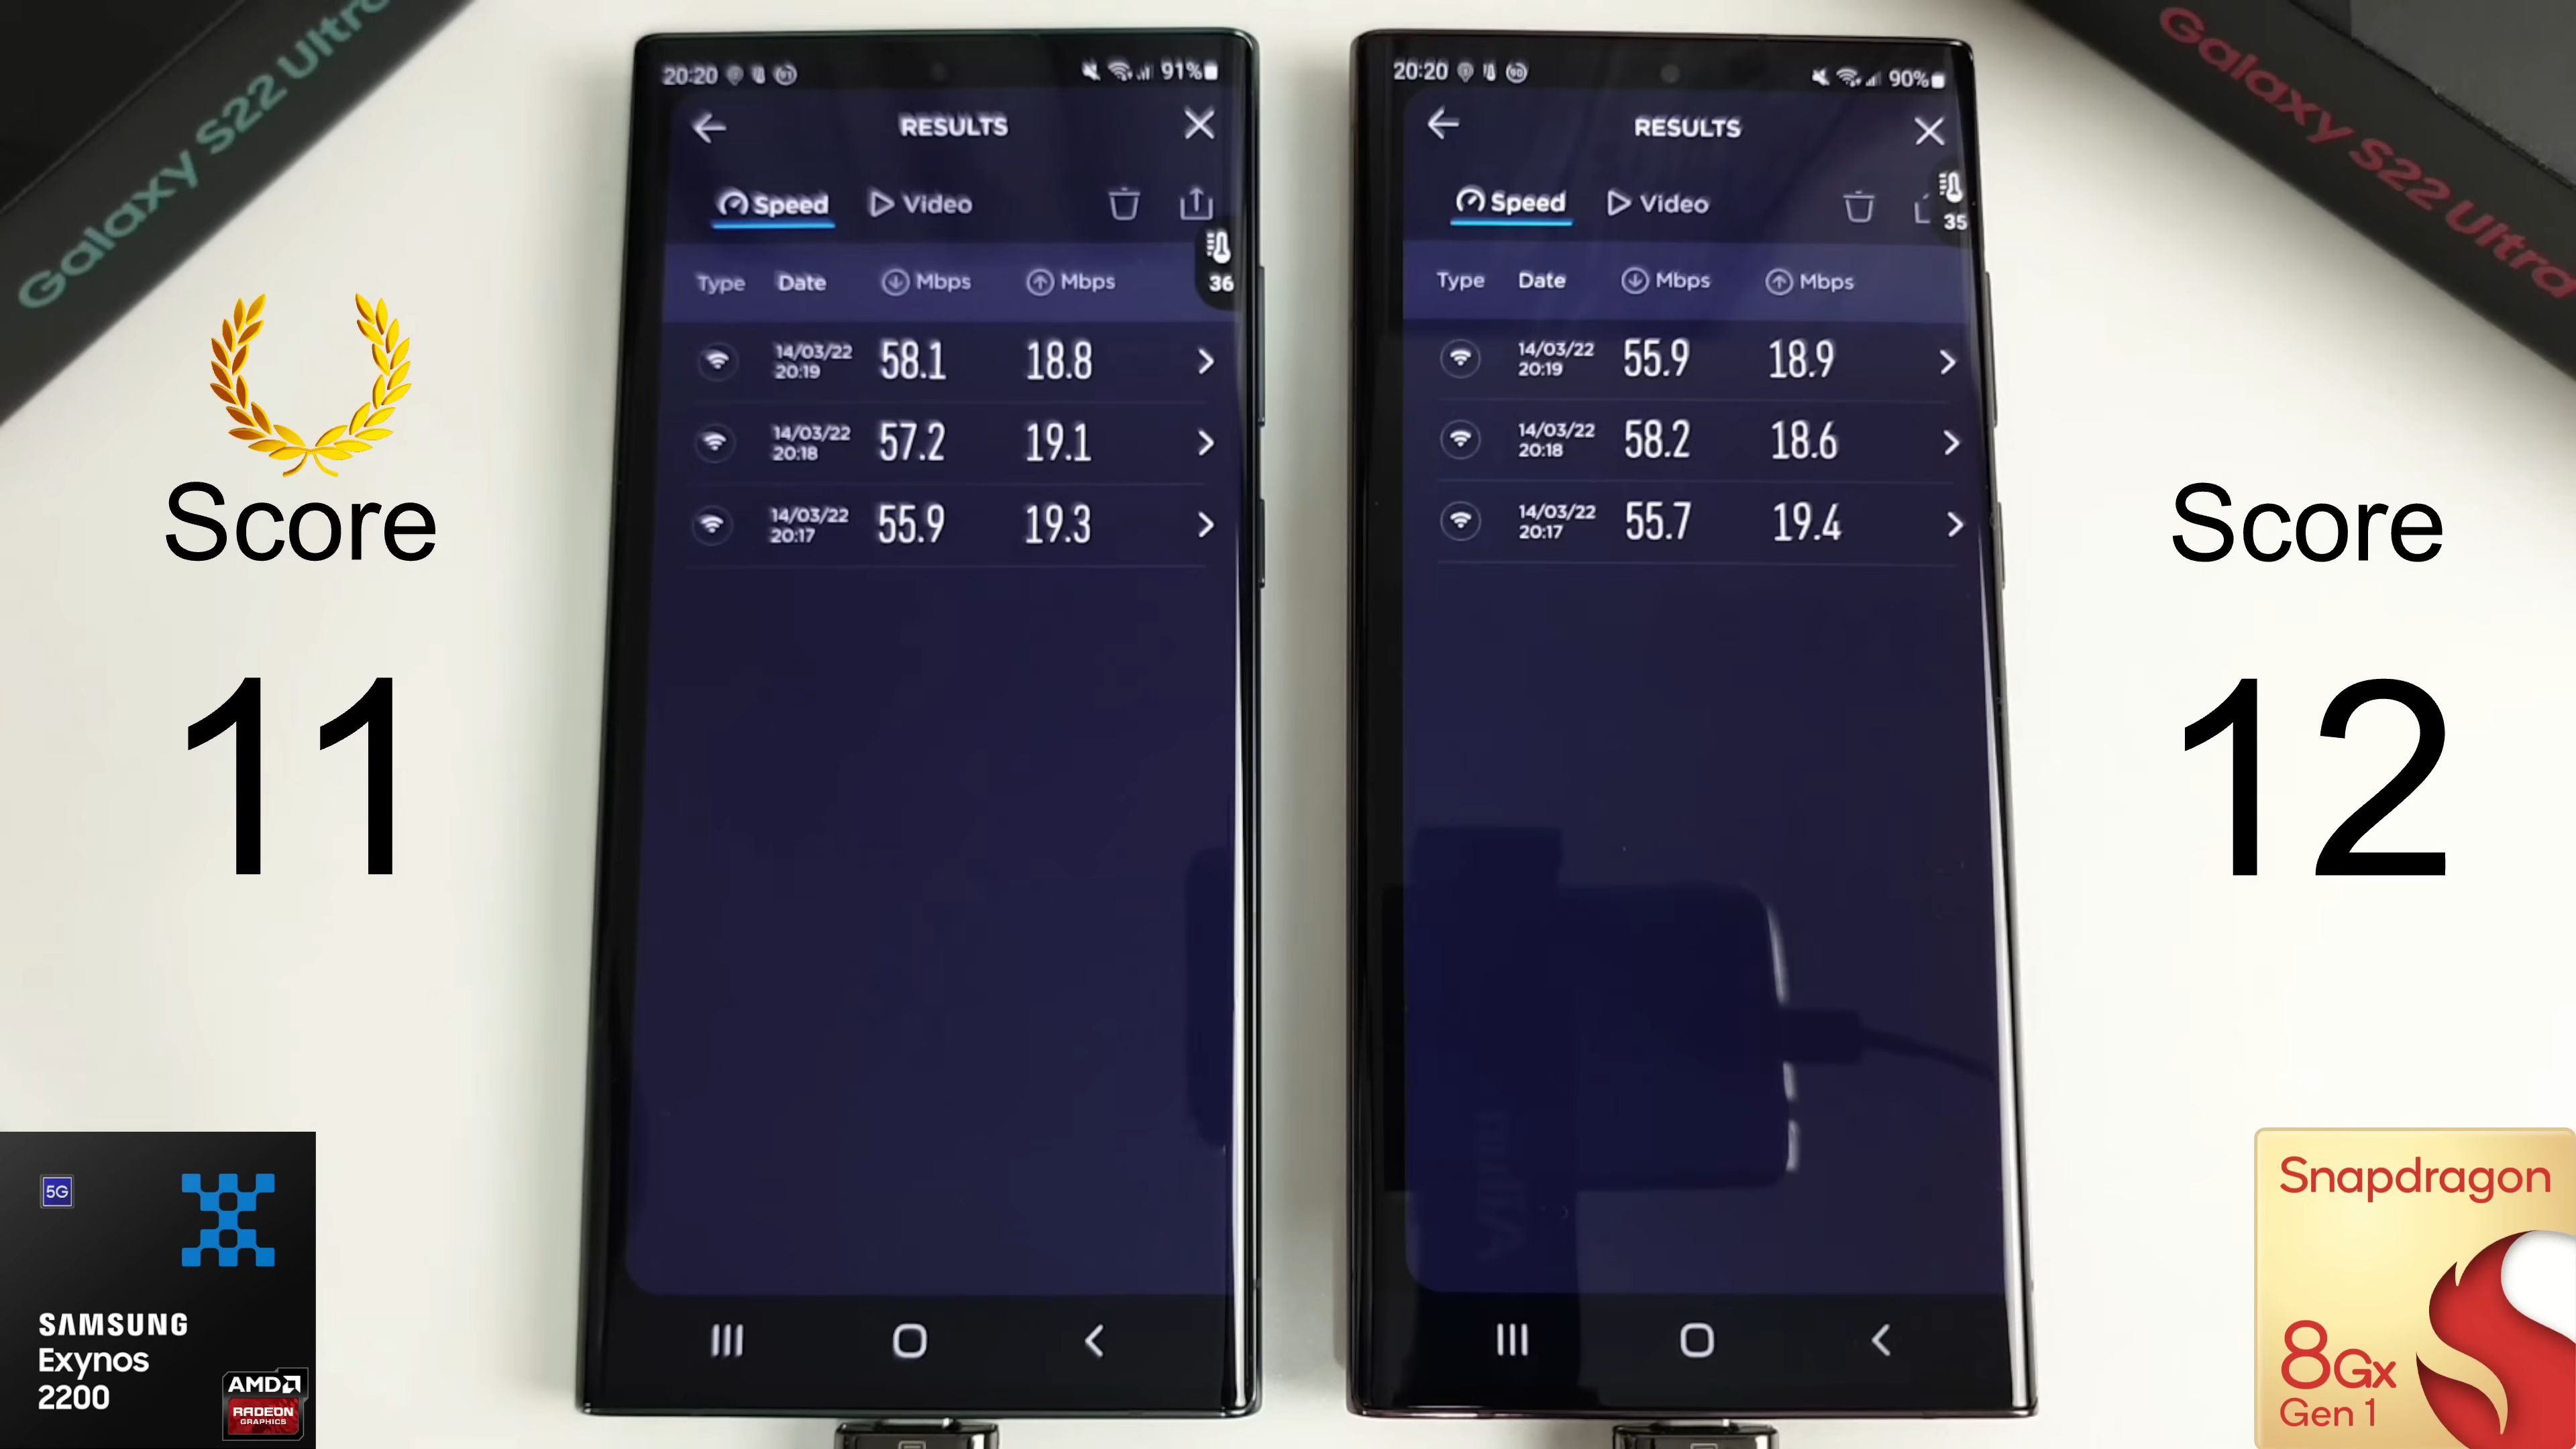 Galaxy S22 Ultra
Galaxy S22 Ultra
20:20 91%
RESULTS
Speed Video
36
Type Date Mbps Mbps
14/03/22 58.1 18.8
20:19
14/03/22 57.2 19.1
20:18
14/03/22 55.9 19.3
20:17
20:20 90%
RESULTS
Speed Video
35
Type Date Mbps Mbps
14/03/22 55.9 18.9
20:19
14/03/22 58.2 18.6
20:18
14/03/22 55.7 19.4
20:17
Score
11
Score
12
5G
SAMSUNG
Exynos
2200
AMD
RADEON
GRAPHICS
Snapdragon
8Gx
Gen 1